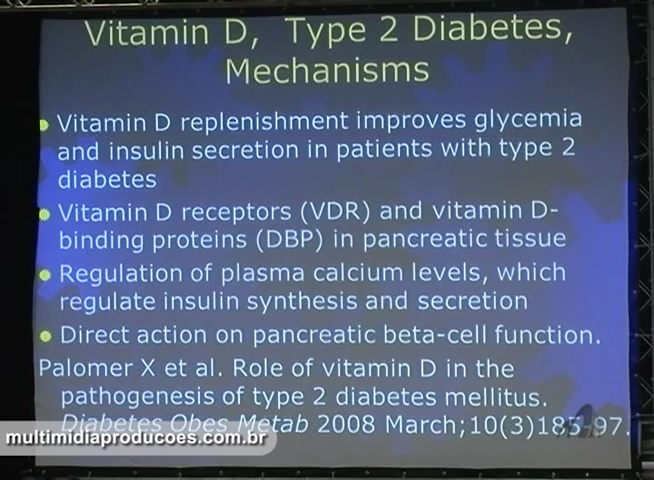 Vitamin D, Type 2 Diabetes,
Mechanisms
Vitamin D replenishment improves glycemia
and insulin secretion in patients with type 2
diabetes
Vitamin D receptors (VDR) and vitamin D-
binding proteins (DBP) in pancreatic tissue
Regulation of plasma calcium levels, which
regulate insulin synthesis and secretion
Direct action on pancreatic beta-cell function.
Palomer X et al. Role of vitamin D in the
pathogenesis of type 2 diabetes mellitus.
Diabetes Obes Metab 2008 March;10(3)185-97.
multimidiaproducoes.com.br